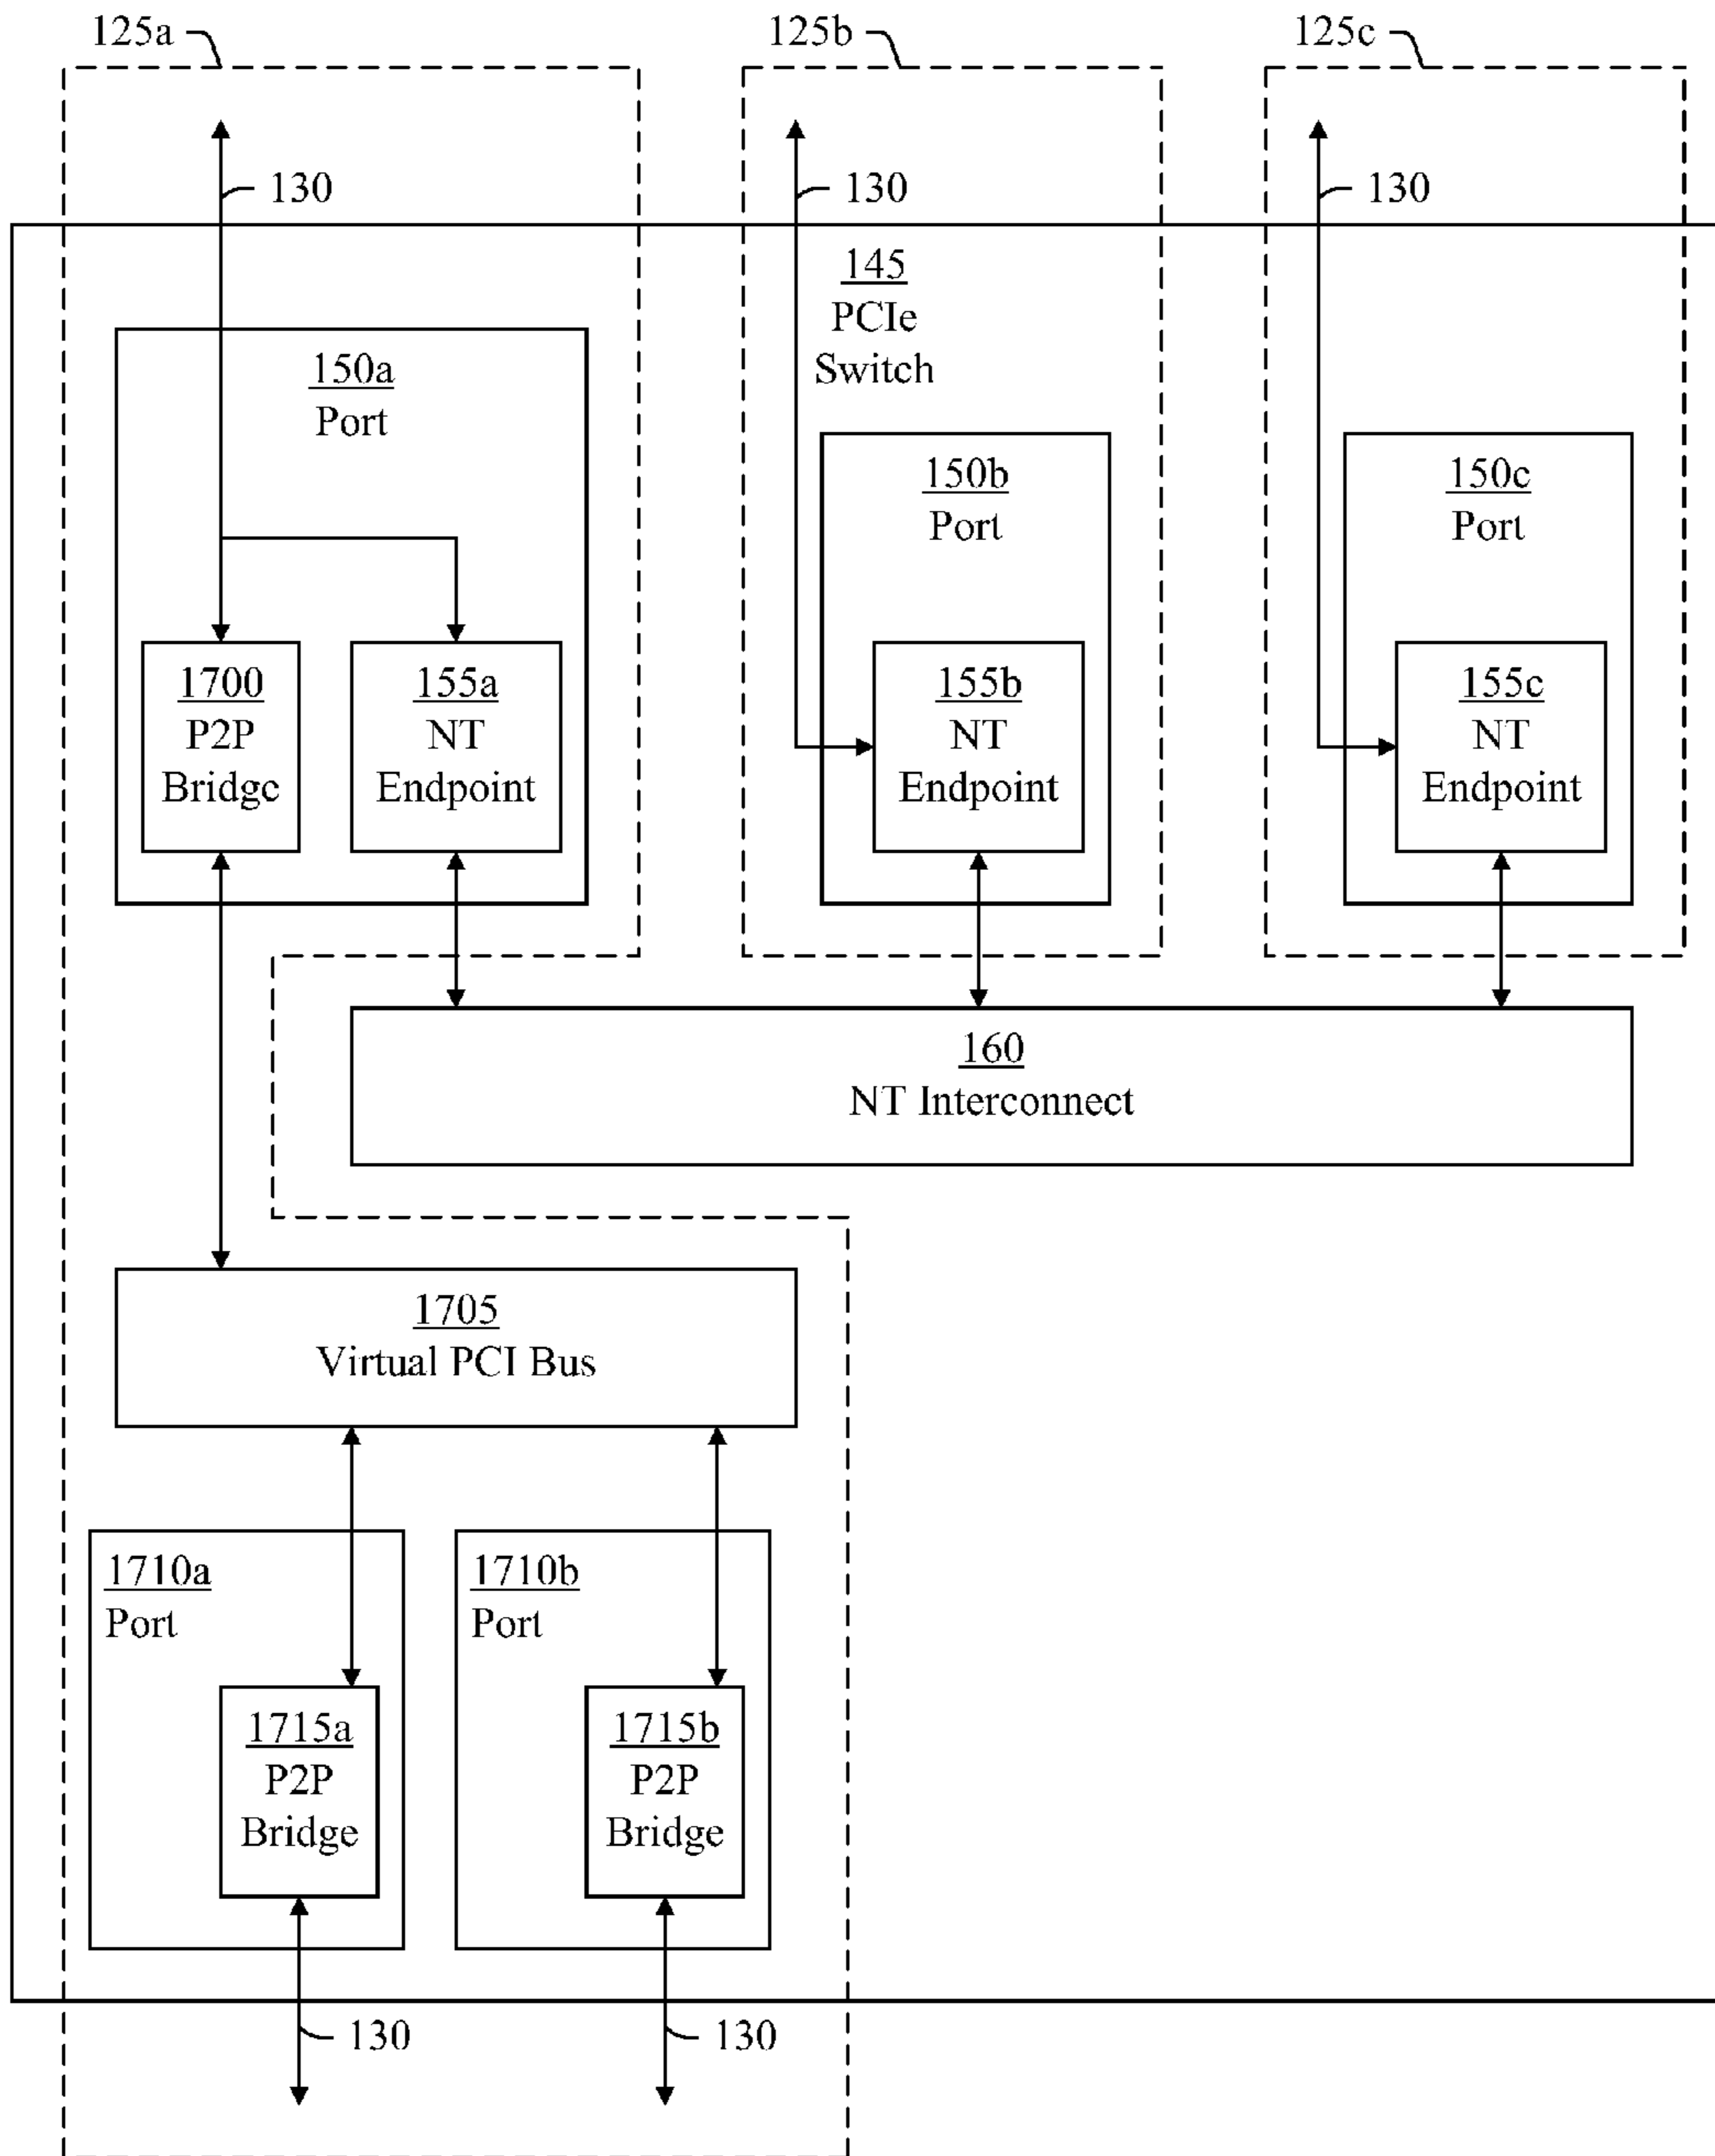 125a
125b
125c
130
130
130
145
PCIe
Switch
150a
Port
150b
Port
150c
Port
1700
P2P
Bridge
155a
NT
Endpoint
155b
NT
Endpoint
155c
NT
Endpoint
160
NT Interconnect
1705
Virtual PCI Bus
1710a
Port
1710b
Port
1715a
P2P
Bridge
1715b
P2P
Bridge
130
130